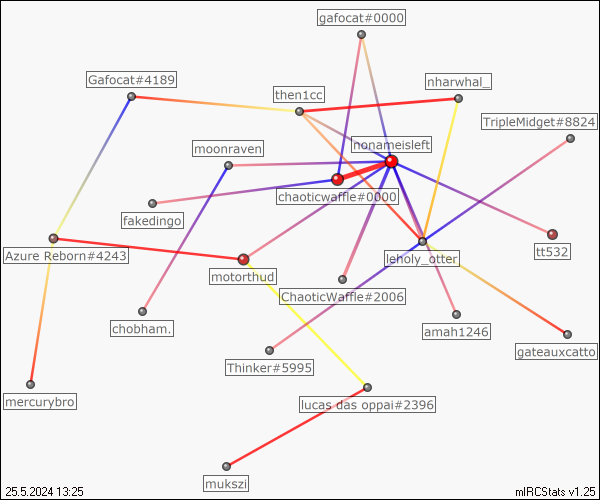 gafocat#0000
Gafocat#4189
nharwhal_
then1cc
TripleMidget#8824
nonameisleft
moonraven
chaoticwaffle#0000
fakedingo
tt532
Azure Reborn#4243
leholy_otter
motorthud
ChaoticWaffle#2006
chobham.
amah1246
gateauxcatto
Thinker#5995
mercurybro
lucas das oppai#2396
mukszi
25.5.2024 13:25
mIRCStats v1.25